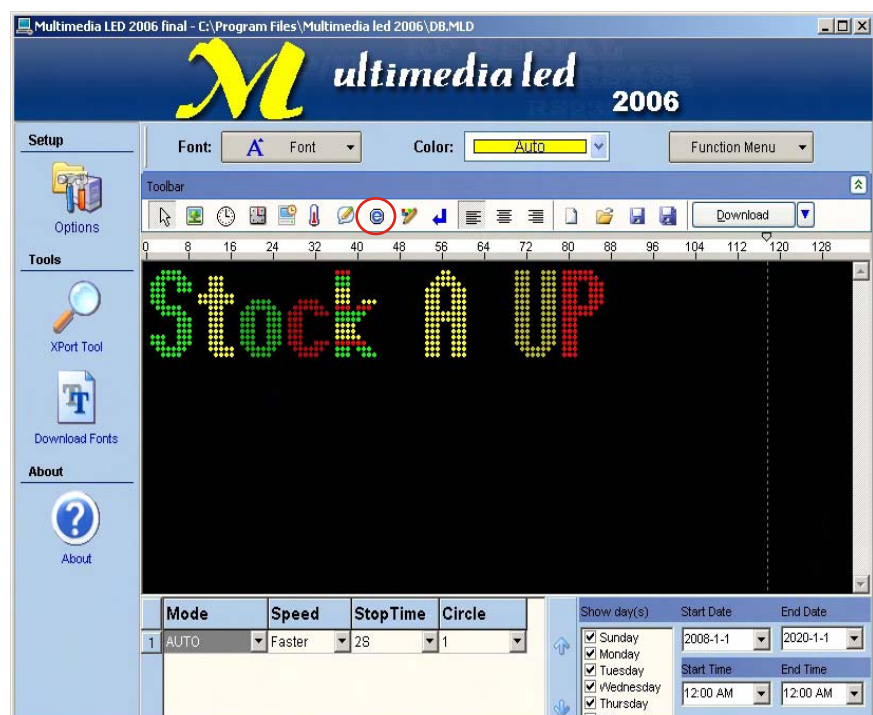 Multimedia LED 2006 final - C:\Program Files\Multimedia led 2006\DB.MLD
Multimedia led
2006
Setup
Options
Tools
XPort Tool
Download Fonts
About
About
Font: A Font Color: Auto Function Menu
Toolbar
Download
0 8 16 24 32 40 48 56 64 72 80 88 96 104 112 120 128
Stock A UP
Mode Speed StopTime Circle
1 AUTO Faster 2S 1
Show day(s) Start Date End Date
Sunday 2008-1-1 2020-1-1
Monday
Tuesday Start Time End Time
Wednesday 12:00 AM 12:00 AM
Thursday